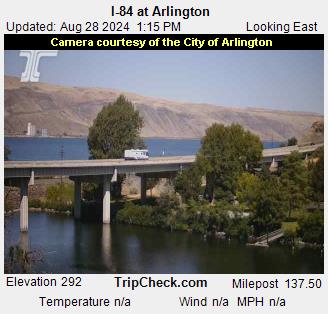 I-84 at Arlington
Updated: Aug 28 2024 1:15 PM Looking East
Camera courtesy of the City of Arlington
Elevation 292 TripCheck.com Milepost 137.50
Temperature n/a Wind n/a MPH n/a